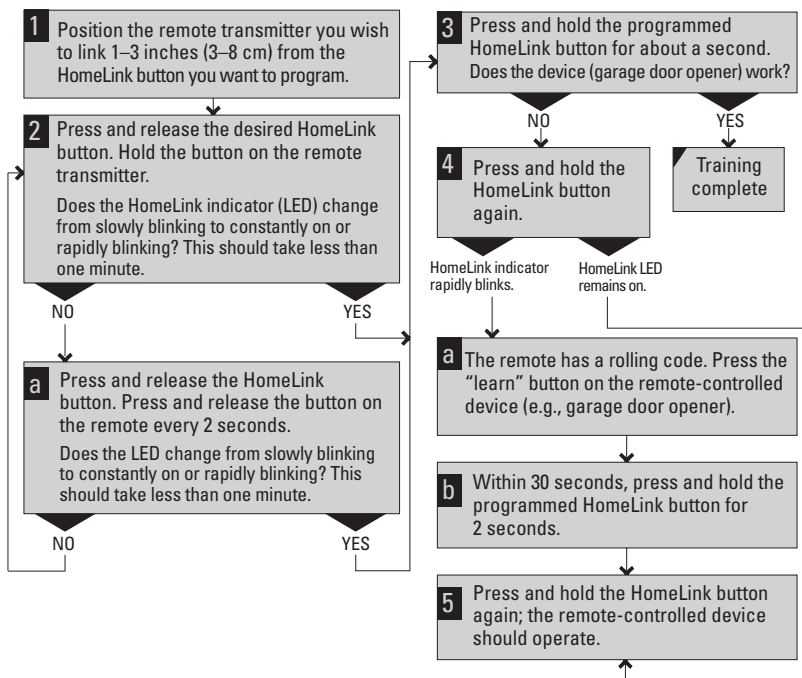 1 Position the remote transmitter you wish
to link 1–3 inches (3–8 cm) from the
HomeLink button you want to program.
2 Press and release the desired HomeLink
button. Hold the button on the remote
transmitter.
Does the HomeLink indicator (LED) change
from slowly blinking to constantly on or
rapidly blinking? This should take less than
one minute.
NO YES
a Press and release the HomeLink
button. Press and release the button on
the remote every 2 seconds.
Does the LED change from slowly blinking
to constantly on or rapidly blinking? This
should take less than one minute.
NO YES
3 Press and hold the programmed
HomeLink button for about a second.
Does the device (garage door opener) work?
NO YES
4 Press and hold the
HomeLink button
again.
Training
complete
HomeLink indicator
rapidly blinks.
HomeLink LED
remains on.
a The remote has a rolling code. Press the
“learn” button on the remote-controlled
device (e.g., garage door opener).
b Within 30 seconds, press and hold the
programmed HomeLink button for
2 seconds.
5 Press and hold the HomeLink button
again; the remote-controlled device
should operate.